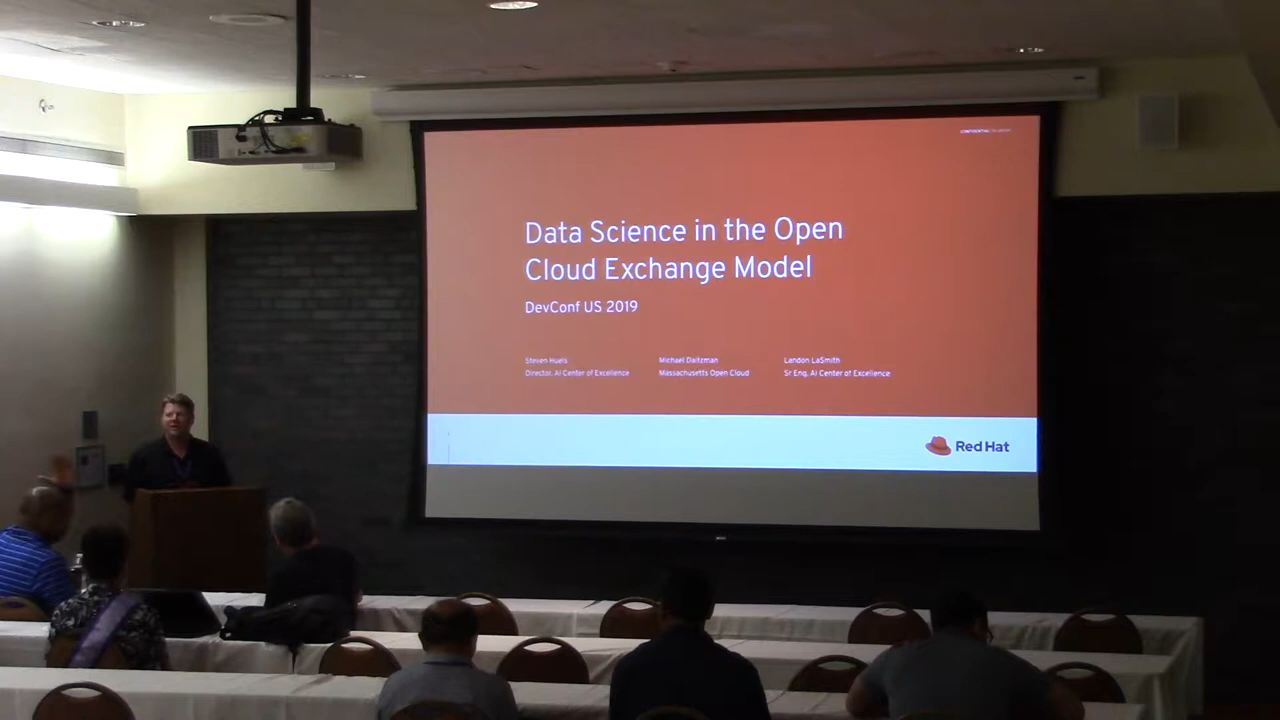 CONFIDENTIAL
Data Science in the Open
Cloud Exchange Model
DevConf US 2019
Steven Huels
Director, AI Center of Excellence
Michael Daitzman
Massachusetts Open Cloud
Landon LaSmith
Sr Eng, AI Center of Excellence
Red Hat